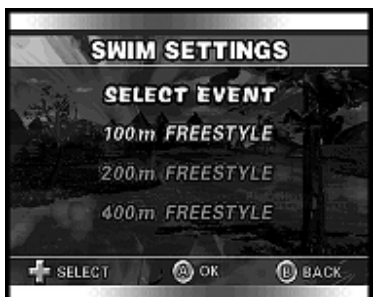 SWIM SETTINGS
SELECT EVENT
100m FREESTYLE
200m FREESTYLE
400m FREESTYLE
SELECT A OK B BACK